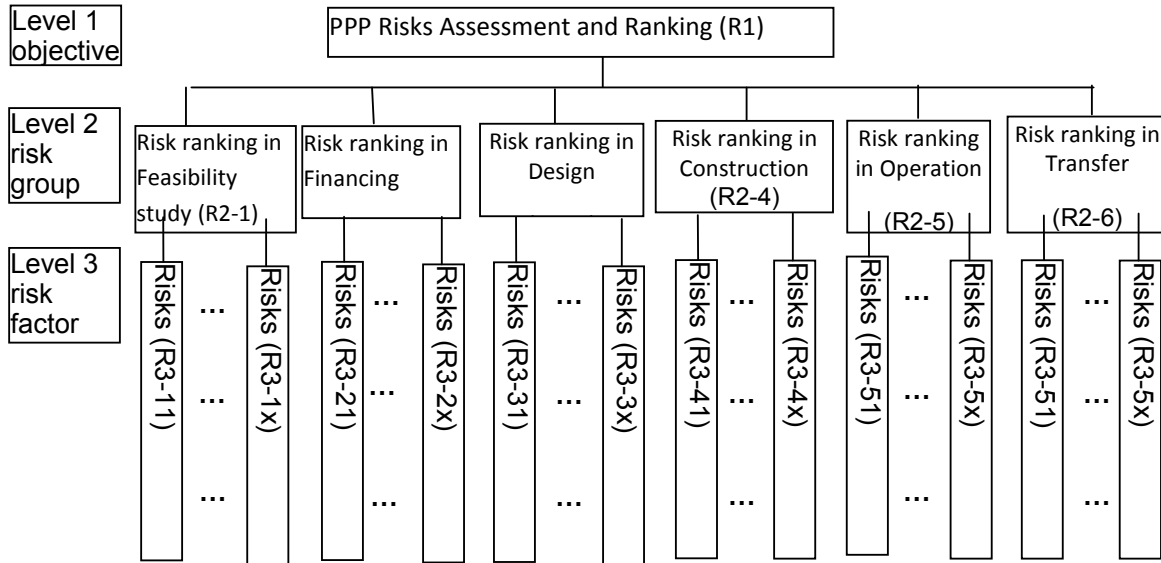 Level 1
objective
PPP Risks Assessment and Ranking (R1)
Level 2
risk
group
Risk ranking in
Feasibility
study (R2-1)
Risk ranking in
Financing
Risk ranking in
Design
Risk ranking in
Construction
(R2-4)
Risk ranking
in Operation
(R2-5)
Risk ranking in
Transfer
(R2-6)
Level 3
risk
factor
Risks (R3-11)
... 
...
...
Risks (R3-1x)
Risks (R3-21)
...
...
...
Risks (R3-2x)
Risks (R3-31)
...
...
...
Risks (R3-3x)
Risks (R3-41)
...
...
...
Risks (R3-4x)
Risks (R3-51)
...
...
...
Risks (R3-5x)
Risks (R3-51)
...
...
...
Risks (R3-5x)